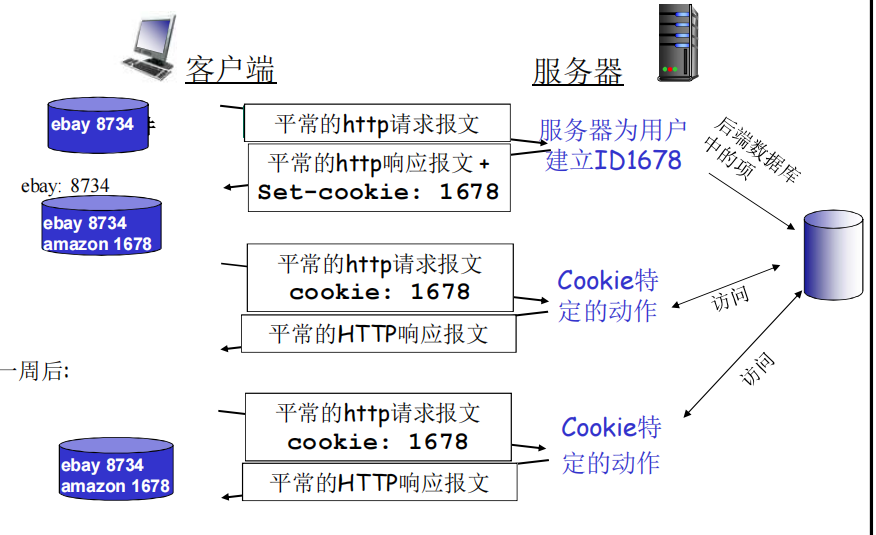 客户端
服务器
ebay 8734
平常的http请求报文
服务器为用户
建立ID1678
后端数据库
中的项
平常的http响应报文 +
Set-cookie: 1678
ebay: 8734
ebay 8734
amazon 1678
平常的http请求报文
cookie: 1678
Cookie特
定的动作
访问
平常的HTTP响应报文
一周后:
访问
平常的http请求报文
cookie: 1678
Cookie特
定的动作
ebay 8734
amazon 1678
平常的HTTP响应报文